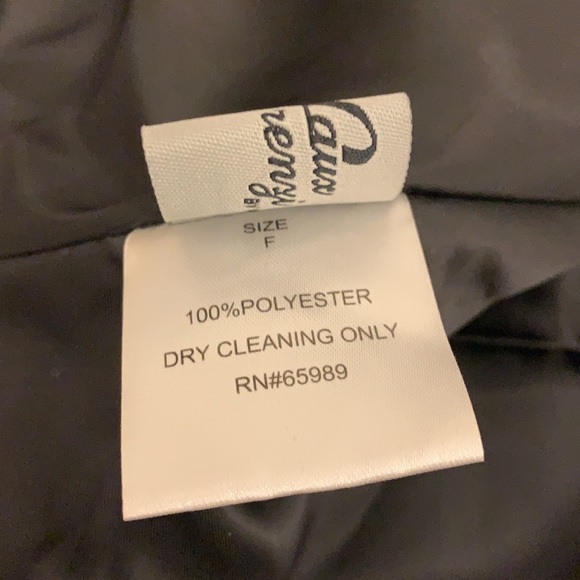 SIZE
F
100%POLYESTER
DRY CLEANING ONLY
RN#65989